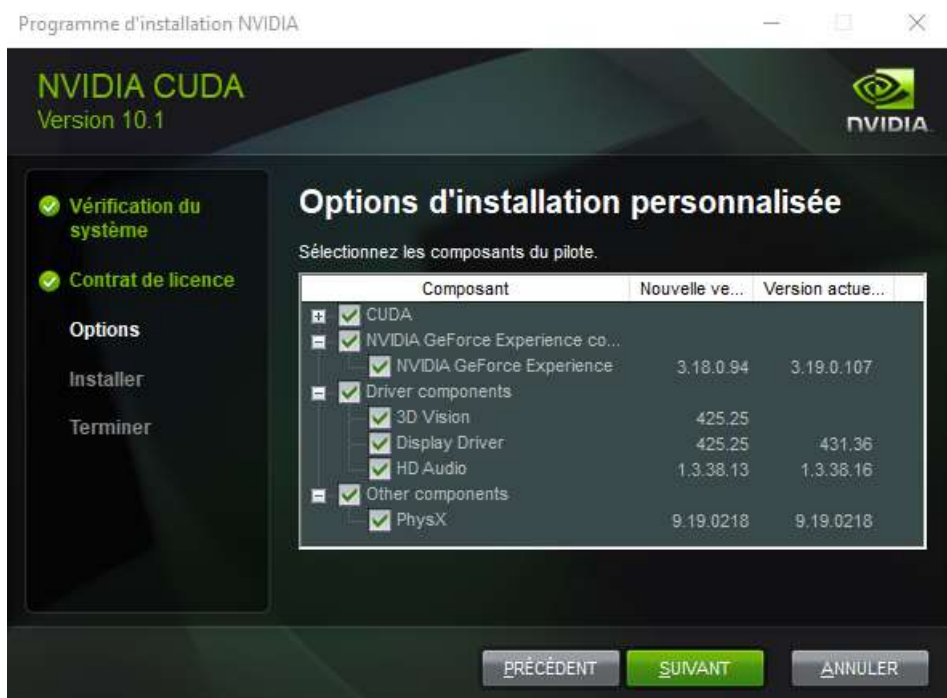 Programme d'installation NVIDIA
NVIDIA CUDA
Version 10.1
NVIDIA
Vérification du
système
Contrat de licence
Options
Installer
Terminer
Options d'installation personnalisée
Sélectionnez les composants du pilote.
Composant Nouvelle ve... Version actue...
CUDA
NVIDIA GeForce Experience co...
NVIDIA GeForce Experience 3.18.0.94 3.19.0.107
Driver components
3D Vision 425.25
Display Driver 425.25 431.36
HD Audio 1.3.38.13 1.3.38.16
Other components
PhysX 9.19.0218 9.19.0218
PRÉCÉDENT SUIVANT ANNULER